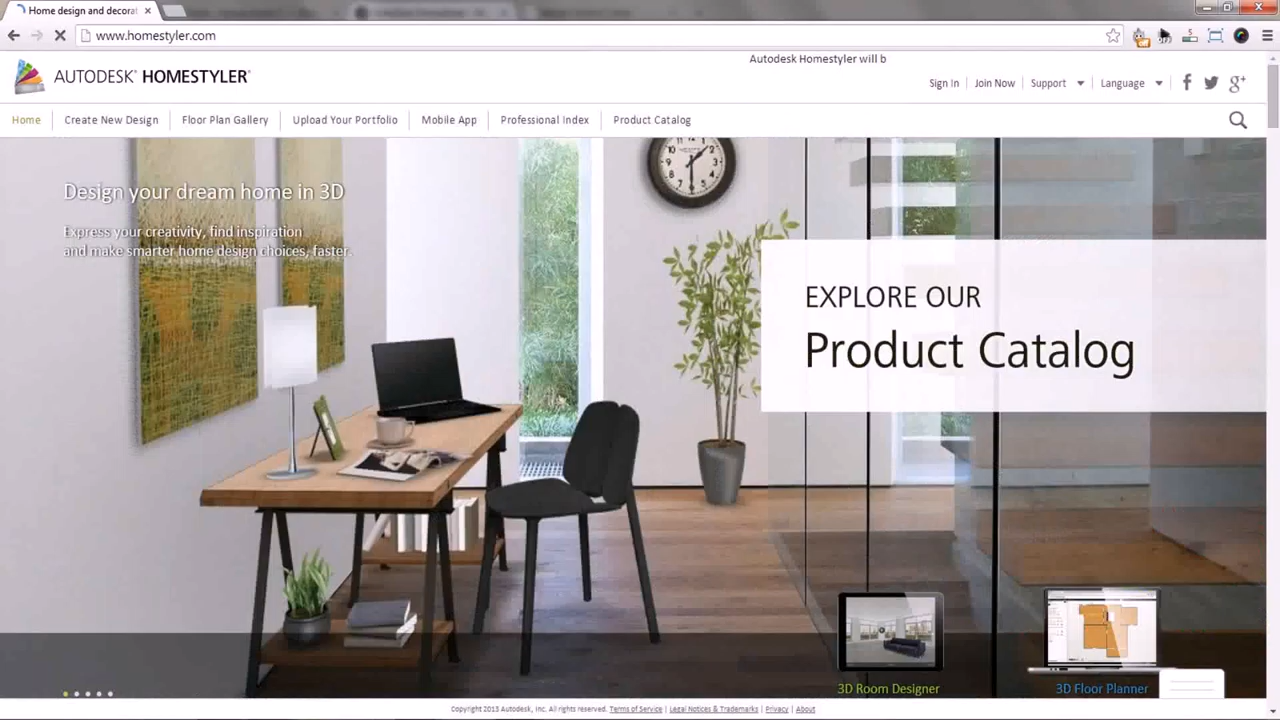 Home design and decorat
www.homestyler.com
Autodesk Homestyler will b
AUTODESK® HOMESTYLER®
Sign In
Join Now
Support
Language
Home
Create New Design
Floor Plan Gallery
Upload Your Portfolio
Mobile App
Professional Index
Product Catalog
Design your dream home in 3D
Express your creativity, find inspiration
and make smarter home design choices, faster.
EXPLORE OUR
Product Catalog
3D Room Designer
3D Floor Planner
Copyright 2013 Autodesk, Inc. All rights reserved. Terms of Service | Legal Notices & Trademarks | Privacy | About